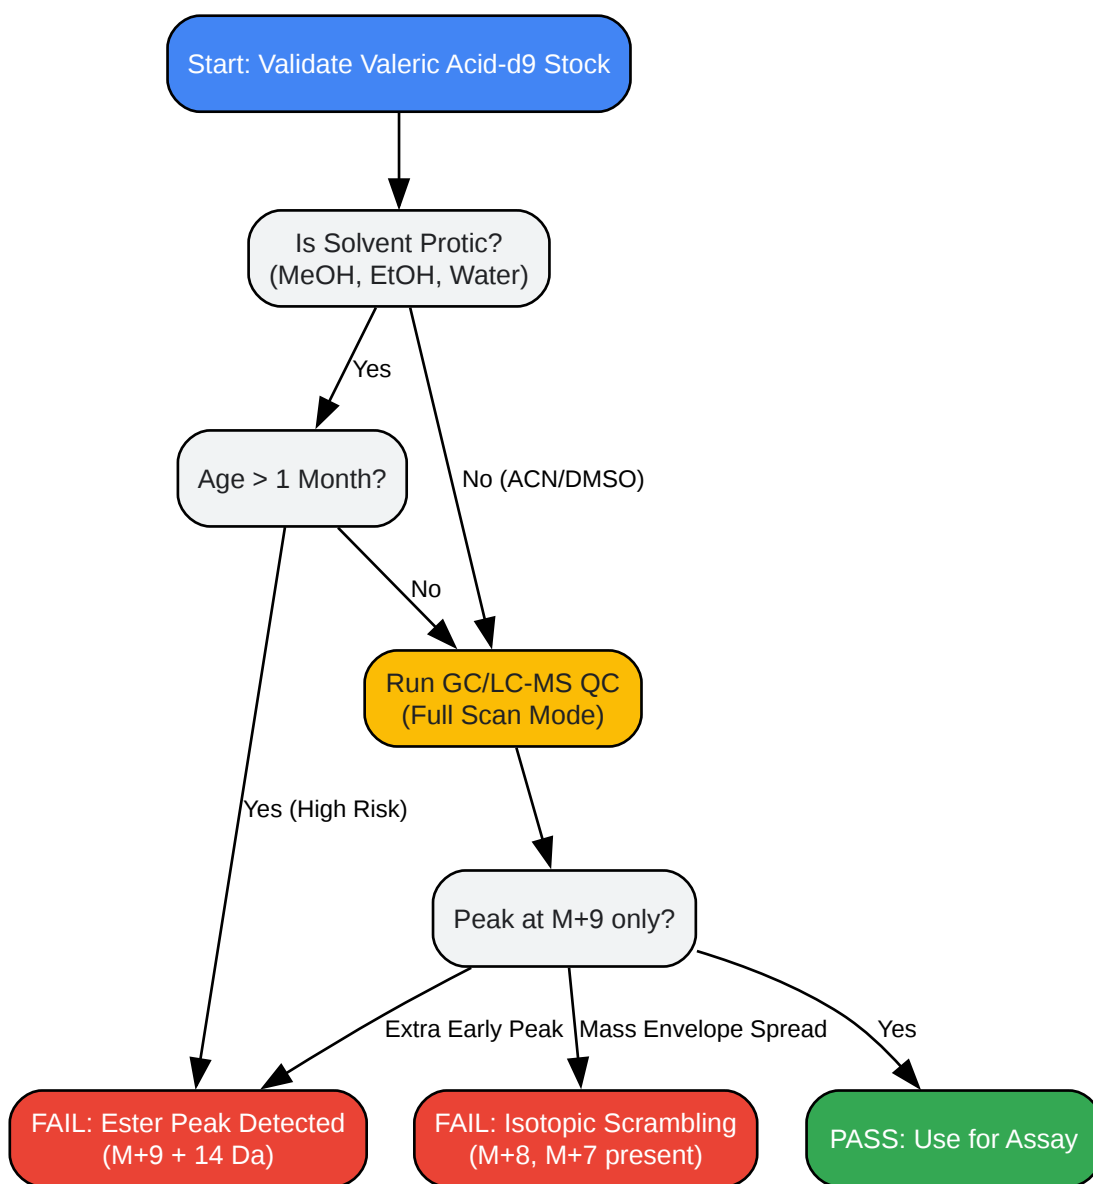 Start: Validate Valeric Acid-d9 Stock
Is Solvent Protic?
(MeOH, EtOH, Water)
Yes
Age > 1 Month?
No (ACN/DMSO)
No
Run GC/LC-MS QC
(Full Scan Mode)
Yes (High Risk)
Peak at M+9 only?
Extra Early Peak
Mass Envelope Spread
Yes
FAIL: Ester Peak Detected
(M+9 + 14 Da)
FAIL: Isotopic Scrambling
(M+8, M+7 present)
PASS: Use for Assay